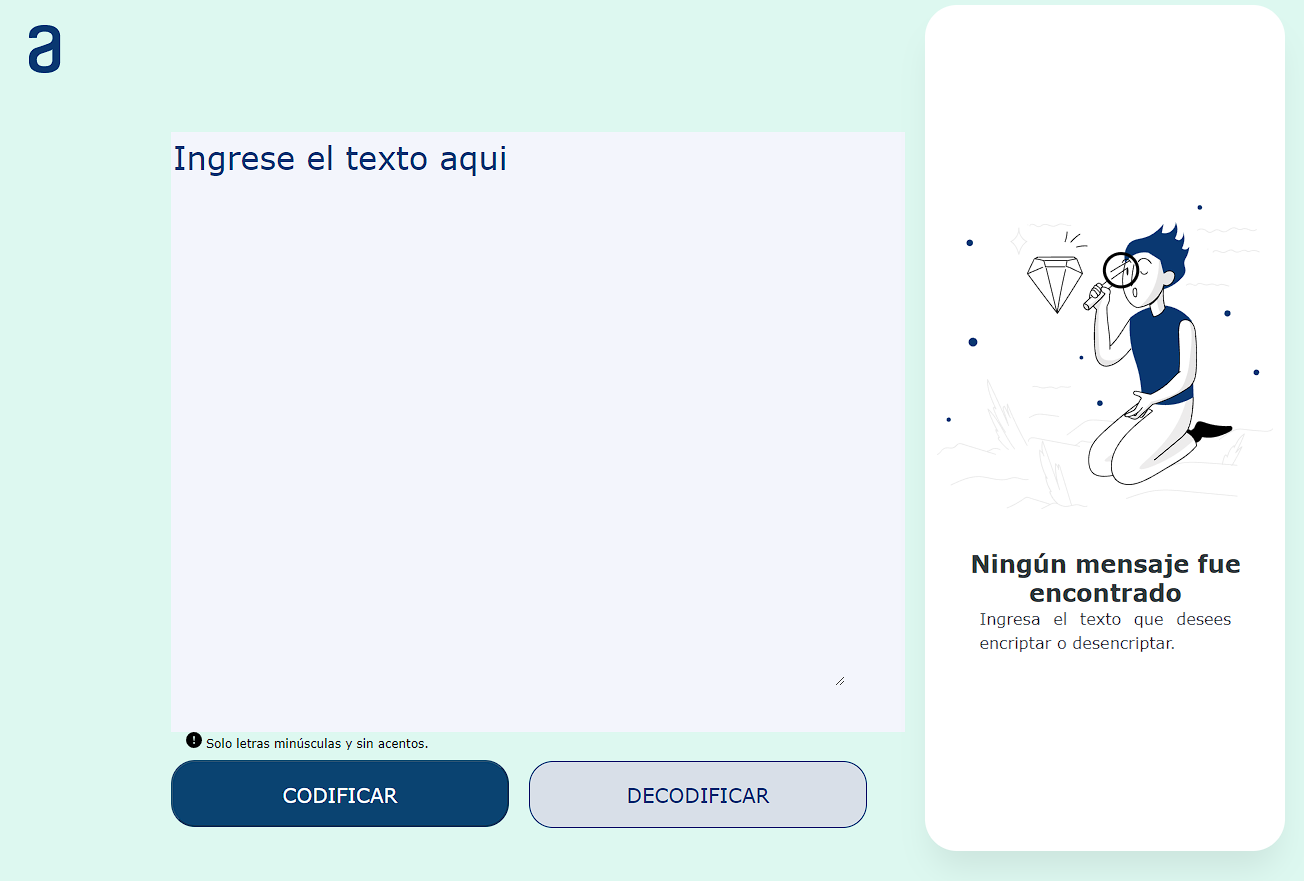 a
Ingrese el texto aqui
Solo letras minúsculas y sin acentos.
CODIFICAR
DECODIFICAR
Ningún mensaje fue
encontrado
Ingresa el texto que desees
encriptar o desencriptar.